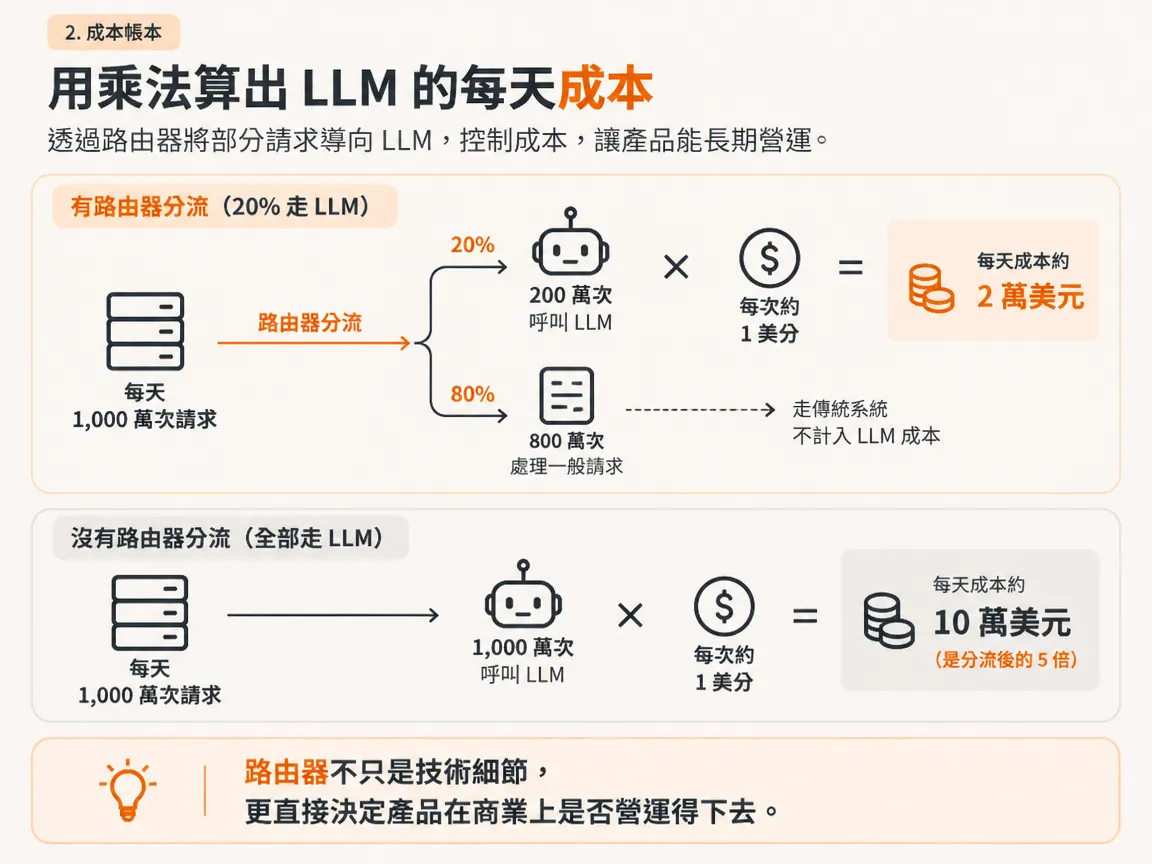 2. 成本帳本
用乘法算出 LLM 的每天成本
透過路由器將部分請求導向 LLM，控制成本，讓產品能長期營運。
有路由器分流（20% 走 LLM）
每天
1,000 萬次請求
路由器分流
20%
200 萬次
呼叫 LLM
×
$
每次約
1 美分
=
每天成本約
2 萬美元
80%
800 萬次
處理一般請求
走傳統系統
不計入 LLM 成本
沒有路由器分流（全部走 LLM）
每天
1,000 萬次請求
1,000 萬次
呼叫 LLM
×
$
每次約
1 美分
=
每天成本約
10 萬美元
（是分流後的 5 倍）
路由器不只是技術細節，
更直接決定產品在商業上是否營運得下去。